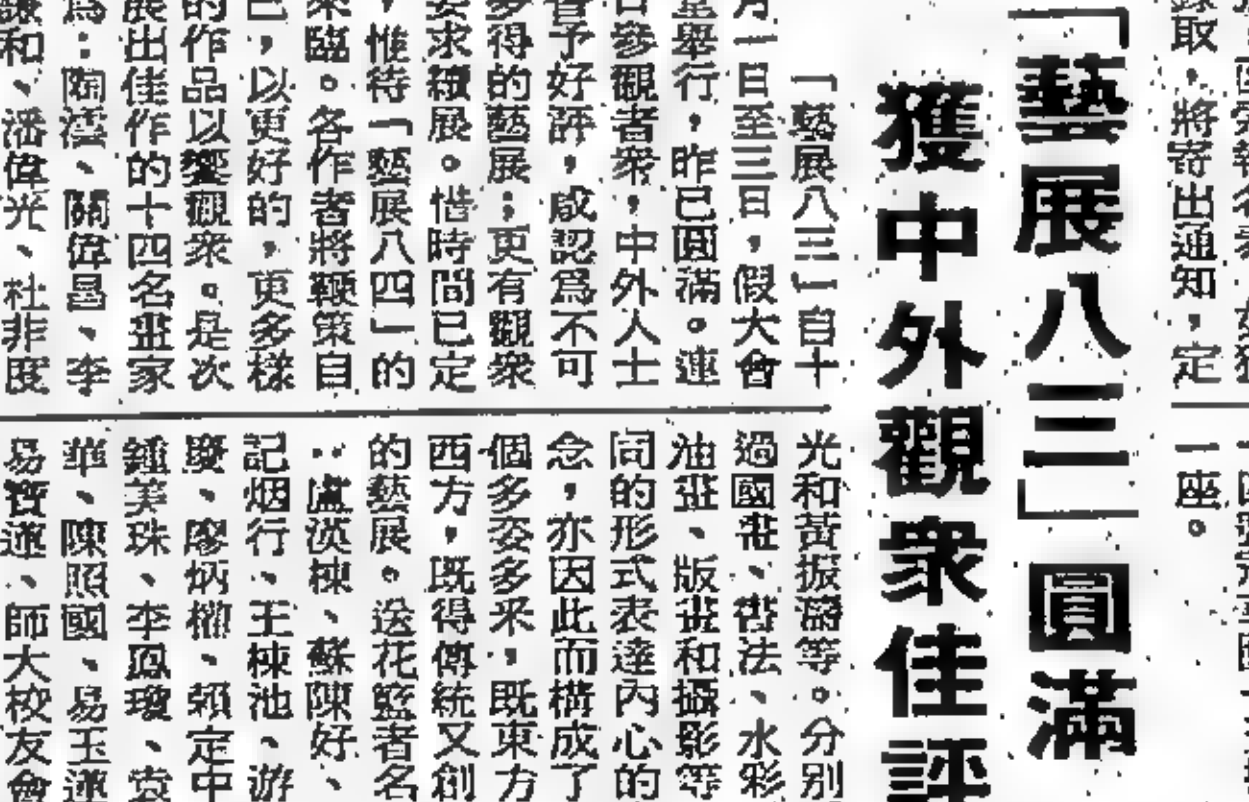 「藝展八三」圓滿
獲中外觀衆佳評
「藝展八三」自十
月一日至三日，假大會
堂舉行，昨已圓滿。連
日參觀者衆，中外人士
皆予好評，咸認爲不可
多得的藝展；更有觀衆
要求續展。惜時間已定
，惟待「藝展八四」的
來臨。各作者將鞭策自
己，以更好的，更多樣
的作品以饗觀衆。是次
展出佳作的十四名畫家
爲：陶濡、關偉昌、李
謙和、潘偉光、杜非度
光和黃振灞等。分別
過國畫、書法、水彩
油畫、版畫和攝影等
同的形式表達內心的
念，亦因此而構成了
個多姿多釆，既東方
西方，既得傳統又創
的藝展。送花籃者名
：盧漢棟、蘇陳好、
記烟行、王棟池、游
慶、廖炳權、賴定中
鍾美珠、李鳳瓊、袁
華、陳照國、易玉蓮
易寶蓮、師大校友會
取，將寄出通知，定
一座。